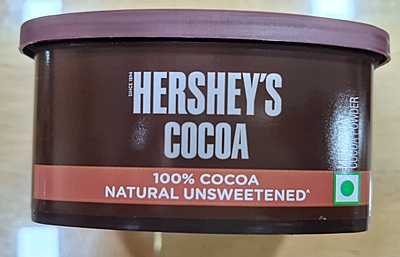 SINCE 1894
HERSHEY'S
COCOA
100% COCOA
NATURAL UNSWEETENED^
COCOA POWDER